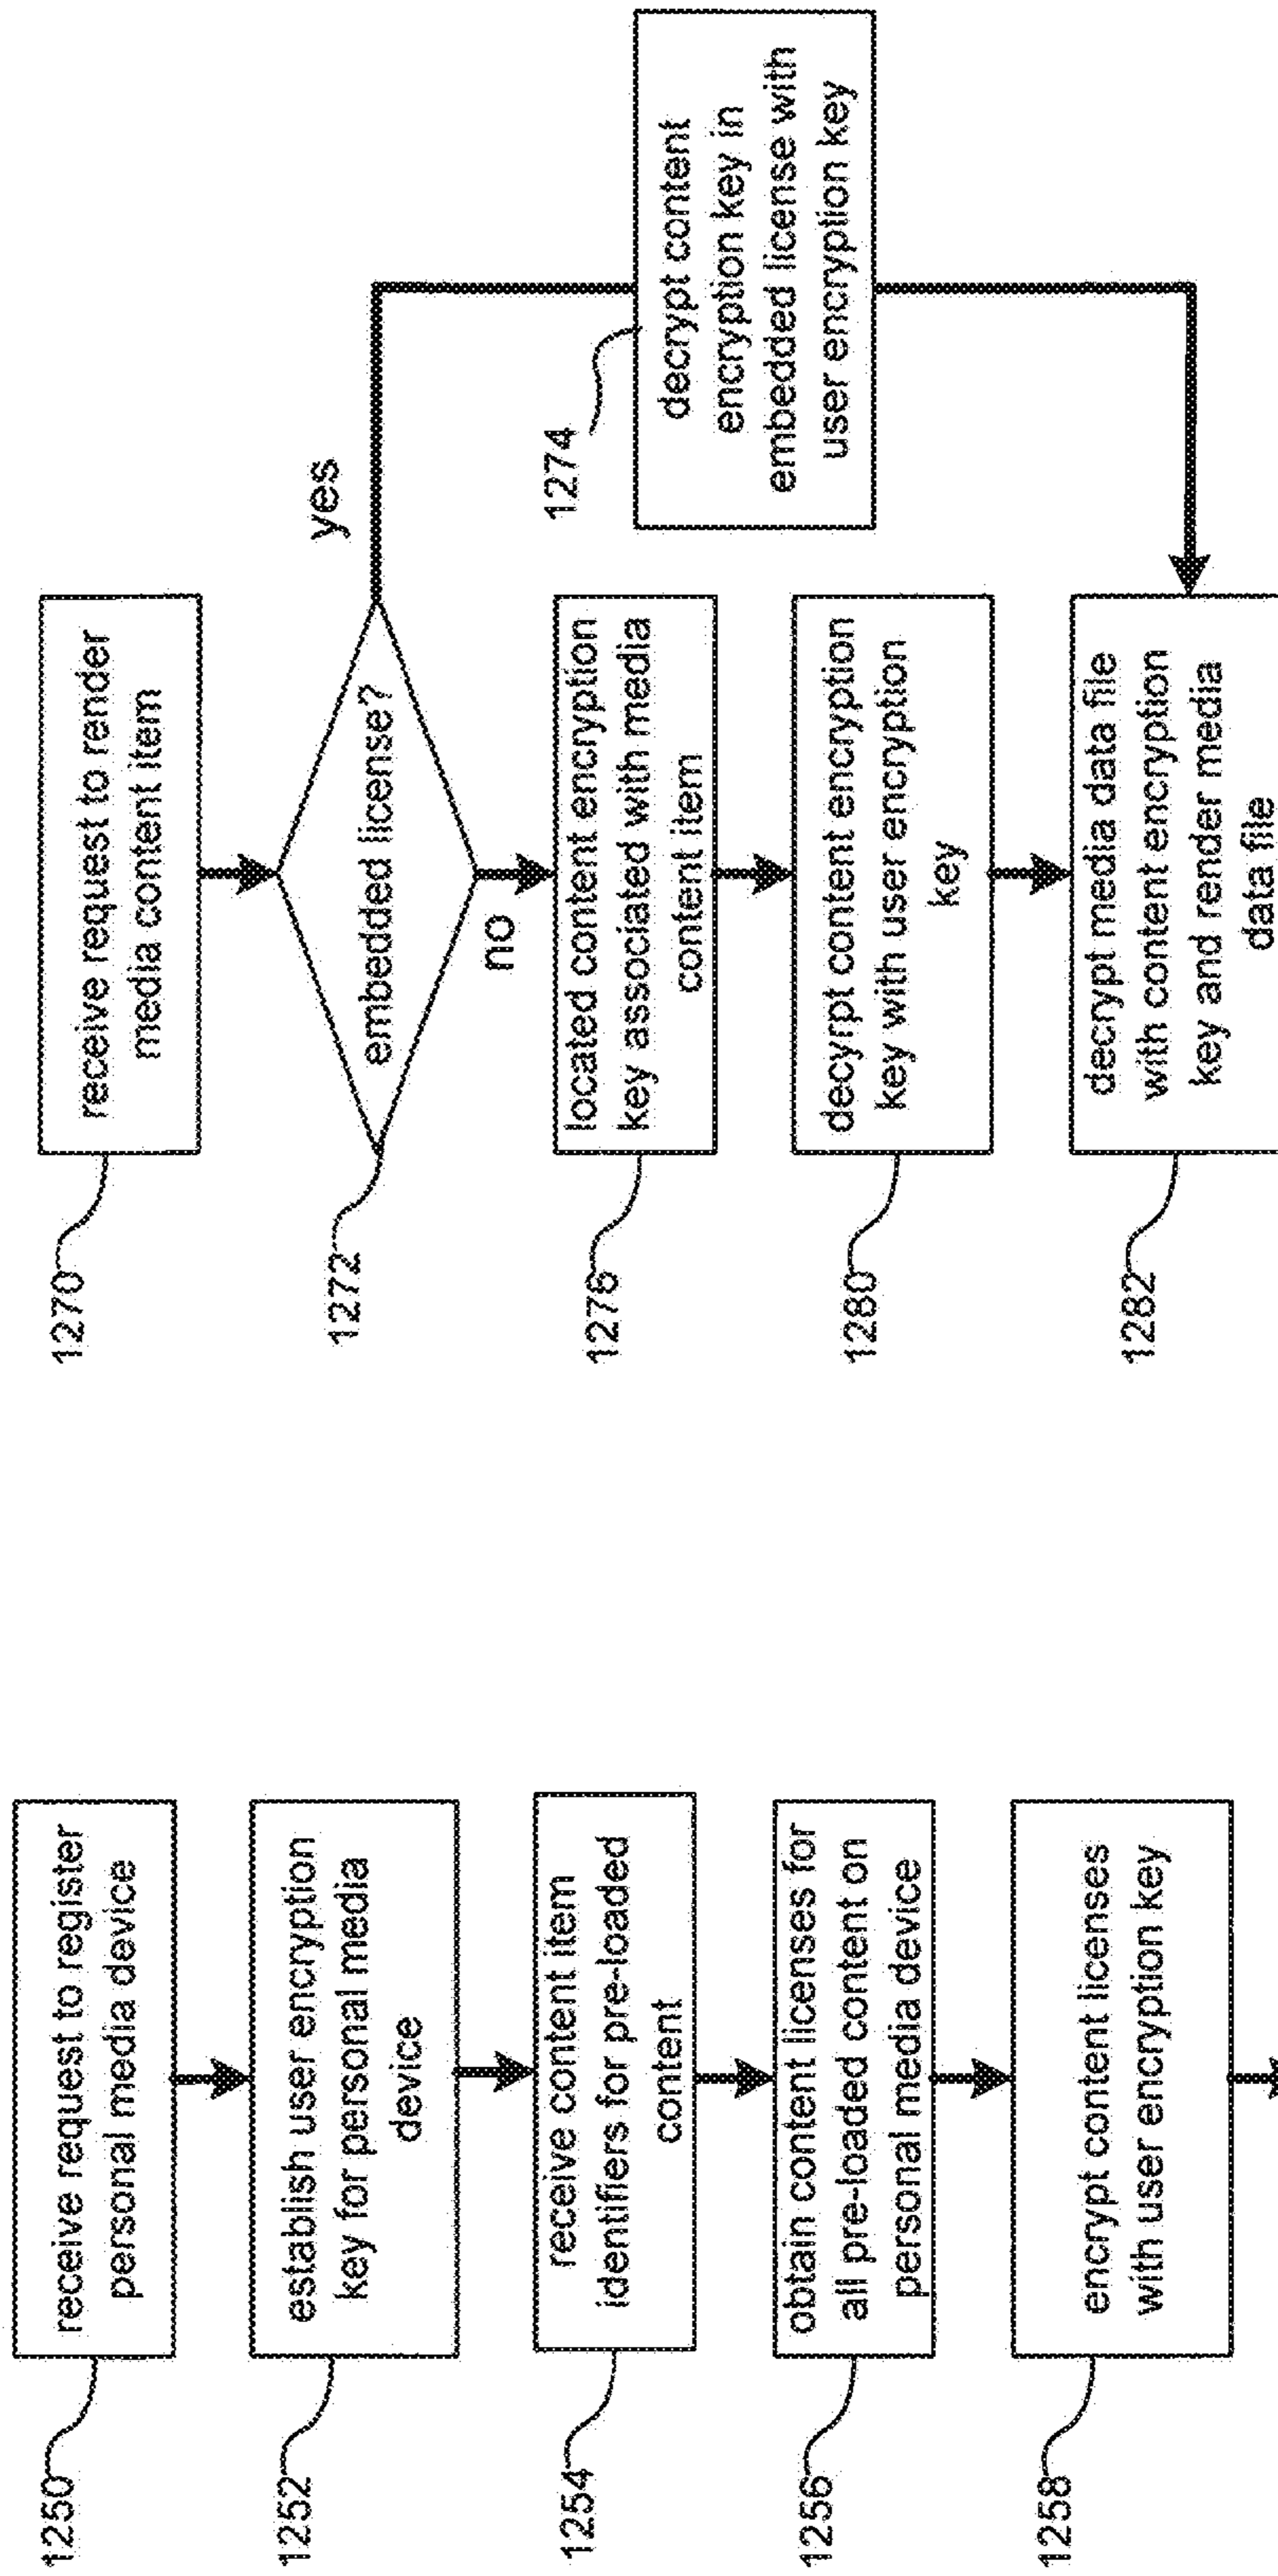 1250
receive request to register
personal media device
1252
establish user encryption
key for personal media
device
1254
receive content item
identifiers for pre-loaded
content
1256
obtain content licenses for
all pre-loaded content on
personal media device
1258
encrypt content licenses
with user encryption key
1270
receive request to render
media content item
1272
embedded license?
yes
no
1274
decrypt content
encryption key in
embedded license with
user encryption key
1276
located content encryption
key associated with media
content item
1280
decyrpt content encryption
key with user encryption
key
1282
decrypt media data file
with content encryption
key and render media
data file